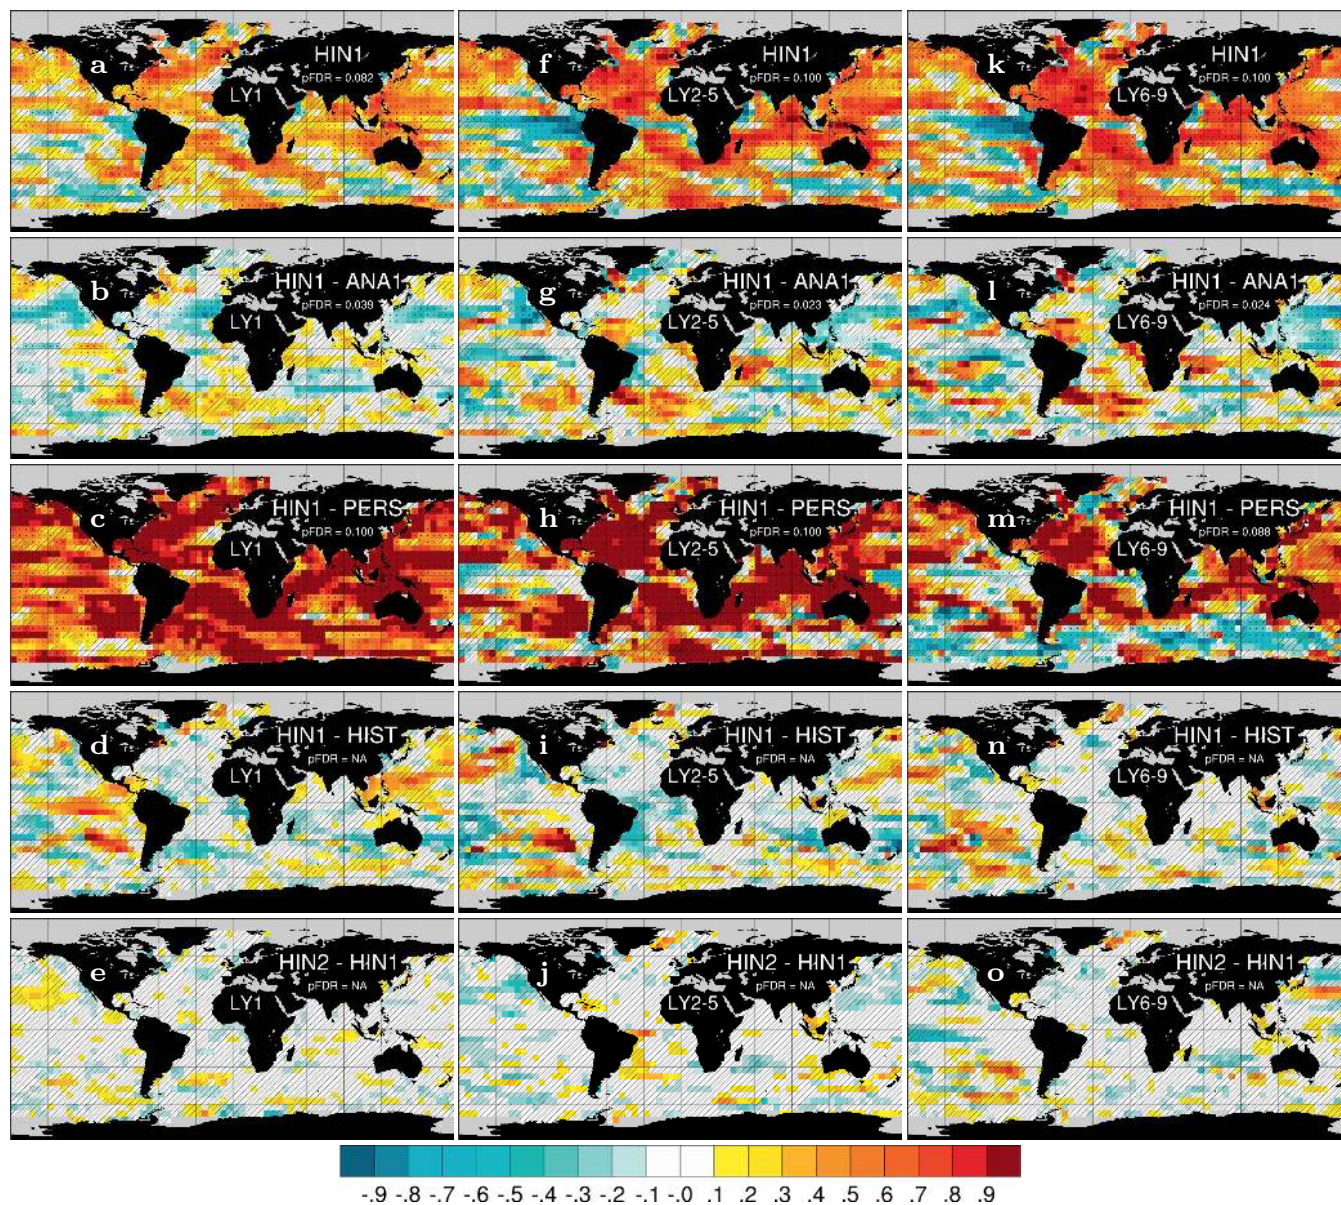 a HIN1 pFDR = 0.082 LY1
f HIN1 pFDR = 0.100 LY2-5
k HIN1 pFDR = 0.100 LY6-9
b HIN1 - ANA1 pFDR = 0.039 LY1
g HIN1 - ANA1 pFDR = 0.023 LY2-5
l HIN1 - ANA1 pFDR = 0.024 LY6-9
c HIN1 - PERS pFDR = 0.100 LY1
h HIN1 - PERS pFDR = 0.100 LY2-5
m HIN1 - PERS pFDR = 0.088 LY6-9
d HIN1 - HIST pFDR = NA LY1
i HIN1 - HIST pFDR = NA LY2-5
n HIN1 - HIST pFDR = NA LY6-9
e HIN2 - HIN1 pFDR = NA LY1
j HIN2 - HIN1 pFDR = NA LY2-5
o HIN2 - HIN1 pFDR = NA LY6-9
-.9 -.8 -.7 -.6 -.5 -.4 -.3 -.2 -.1 -.0 .1 .2 .3 .4 .5 .6 .7 .8 .9